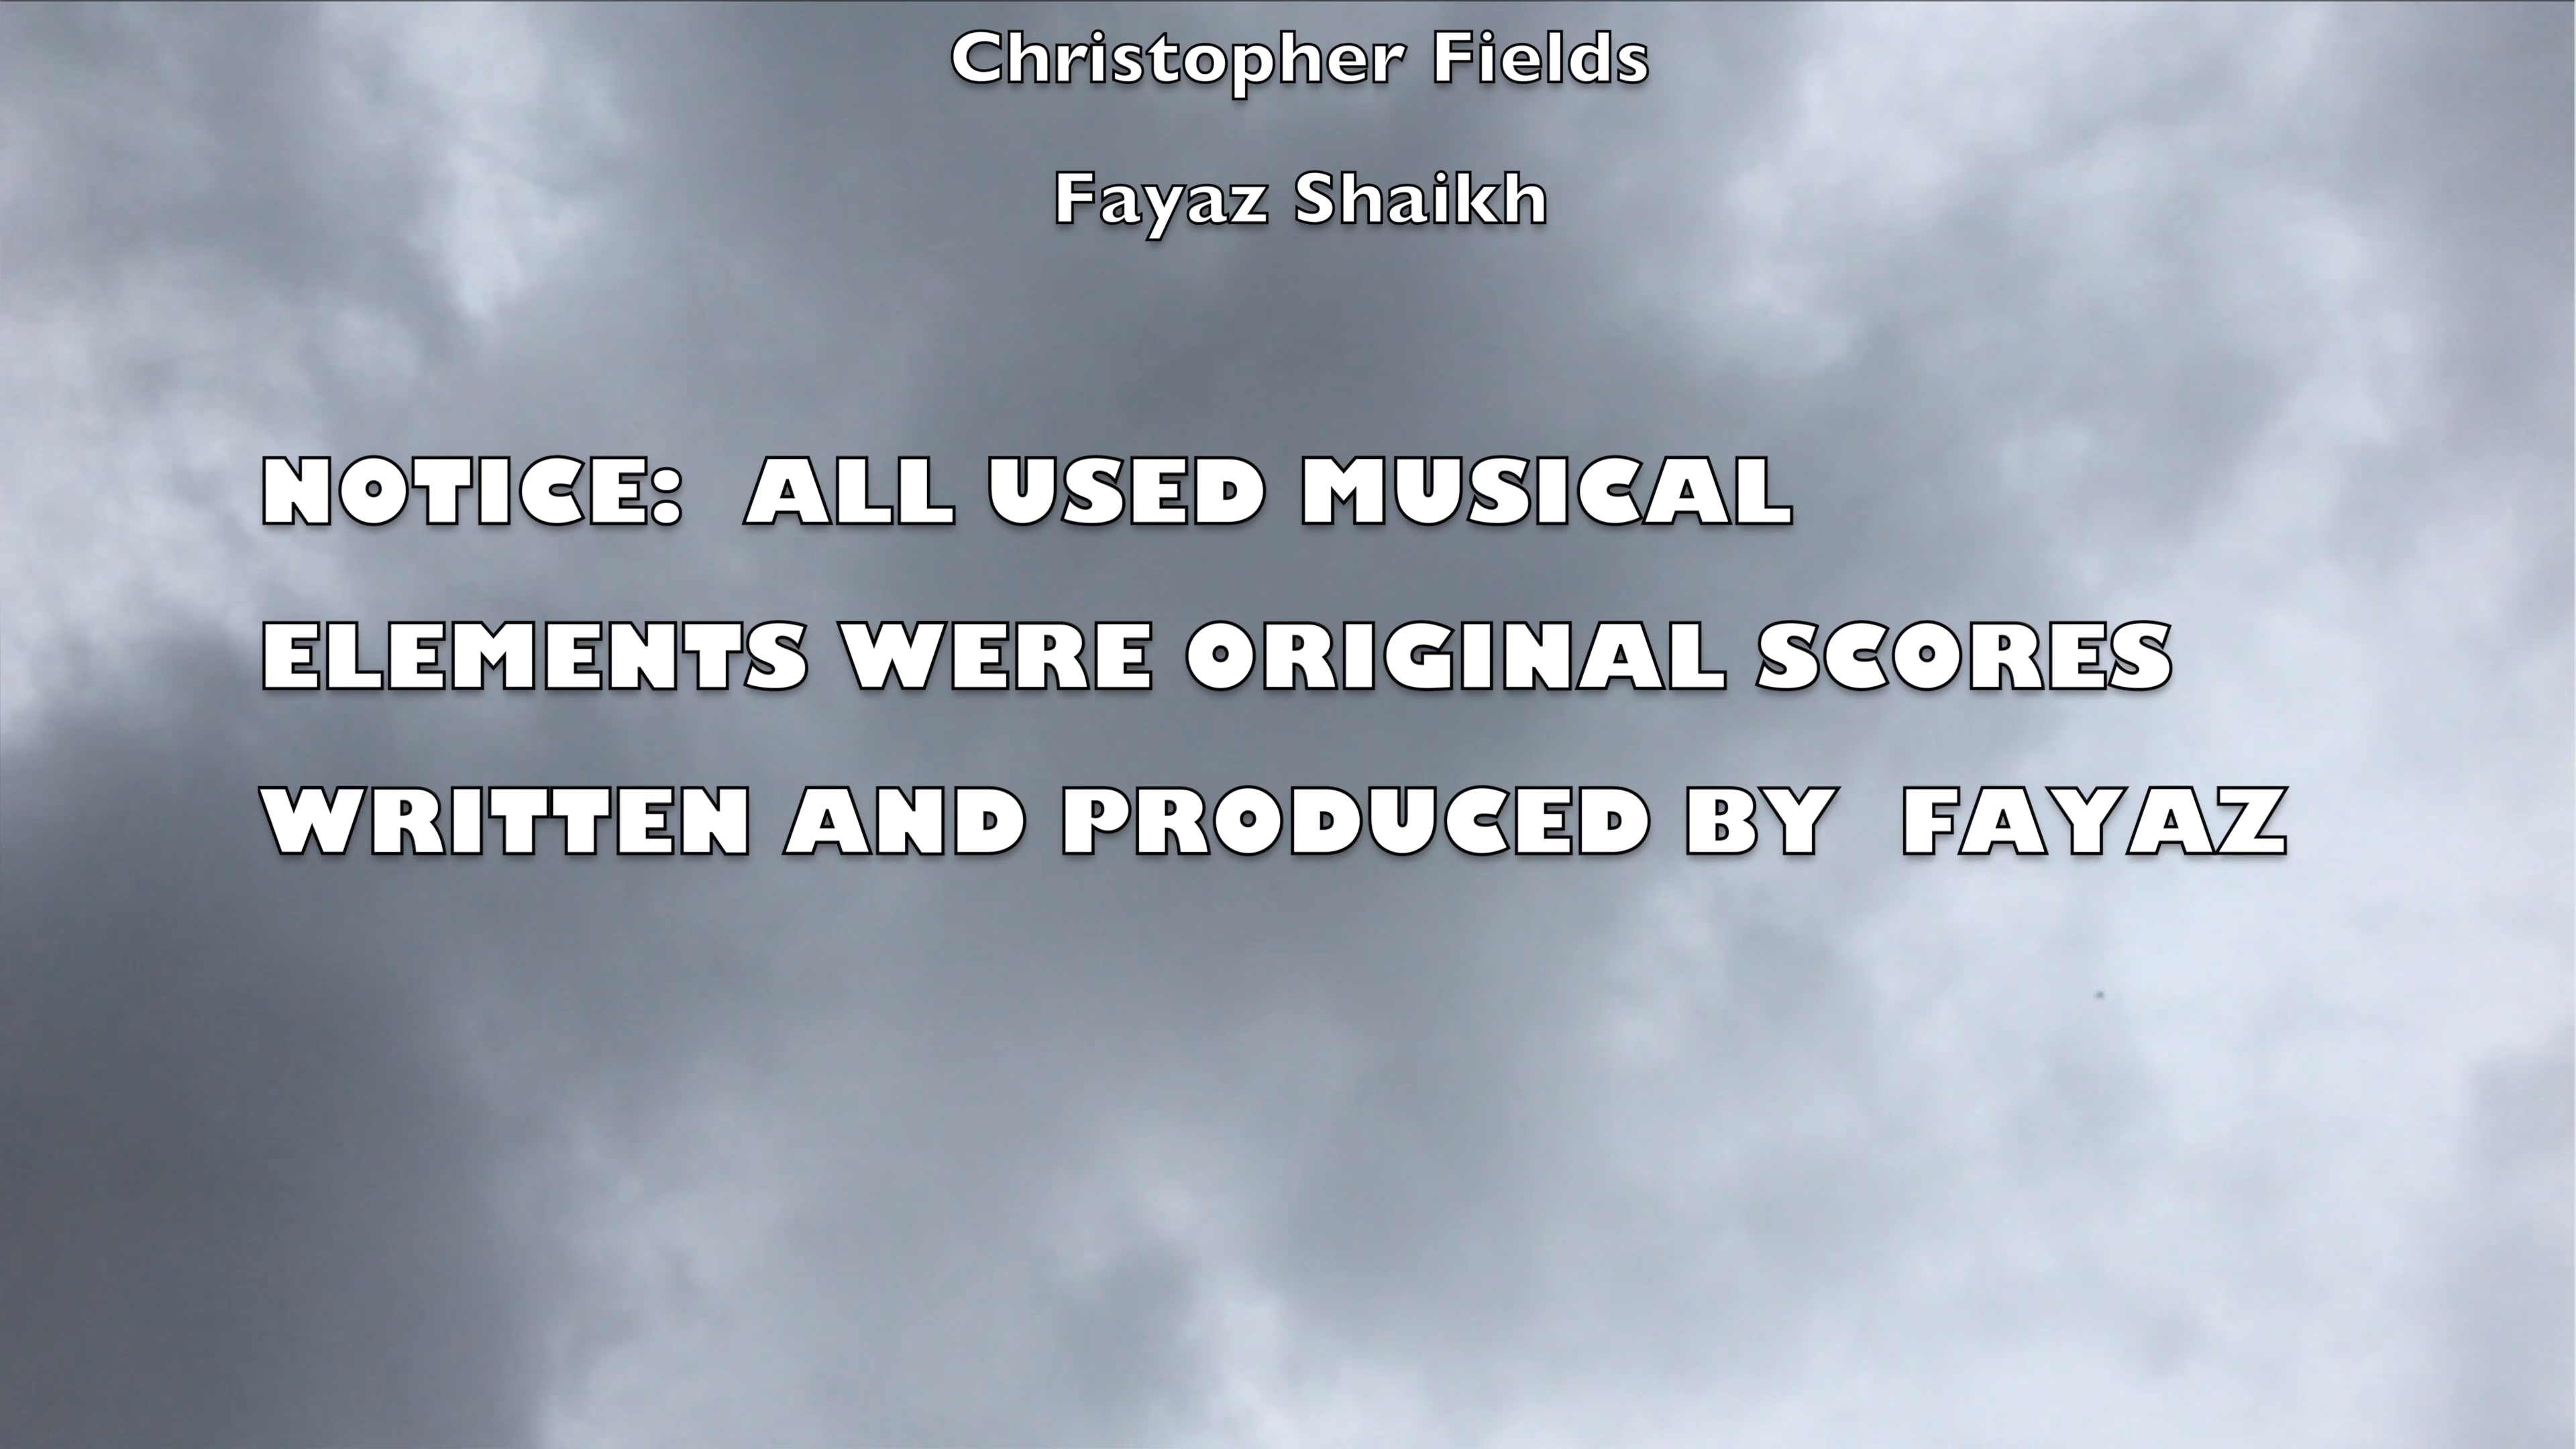 Christopher Fields
Fayaz Shaikh
NOTICE:  ALL USED MUSICAL
ELEMENTS WERE ORIGINAL SCORES
WRITTEN AND PRODUCED BY  FAYAZ